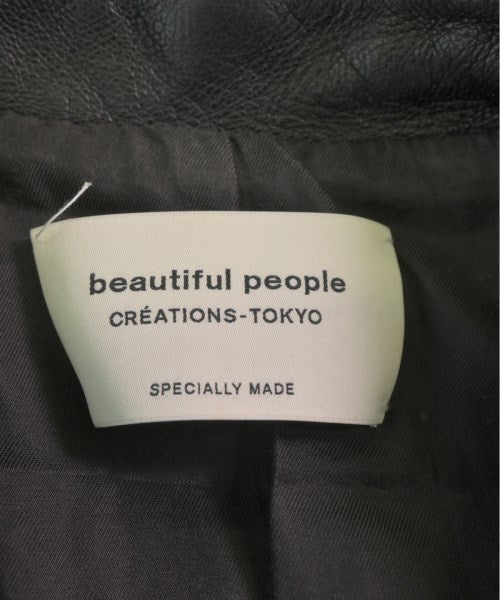 beautiful people
CRÉATIONS-TOKYO
SPECIALLY MADE